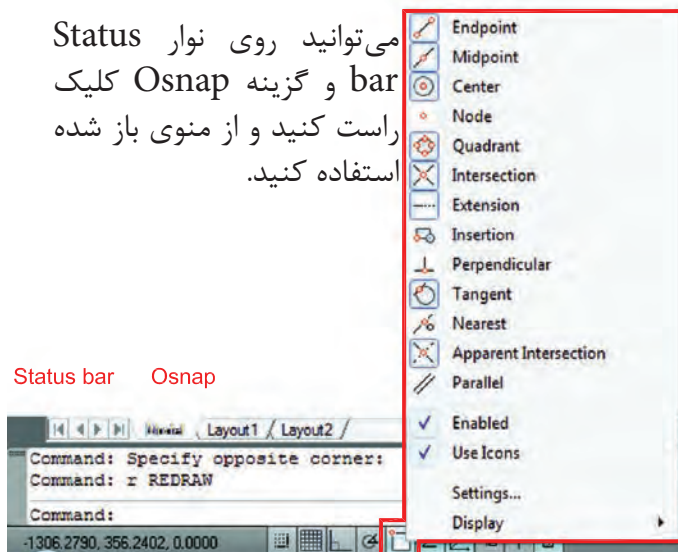 می‌توانید روی نوار Status
bar و گزینه Osnap کلیک
راست کنید و از منوی باز شده
استفاده کنید.
Endpoint
Midpoint
Center
Node
Quadrant
Intersection
Extension
Insertion
Perpendicular
Tangent
Nearest
Apparent Intersection
Parallel
Enabled
Use Icons
Settings...
Display
Status bar Osnap
Layout1 / Layout2 /
Command: Specify opposite corner:
Command: r REDRAW
Command:
-1306.2790, 356.2402, 0.0000